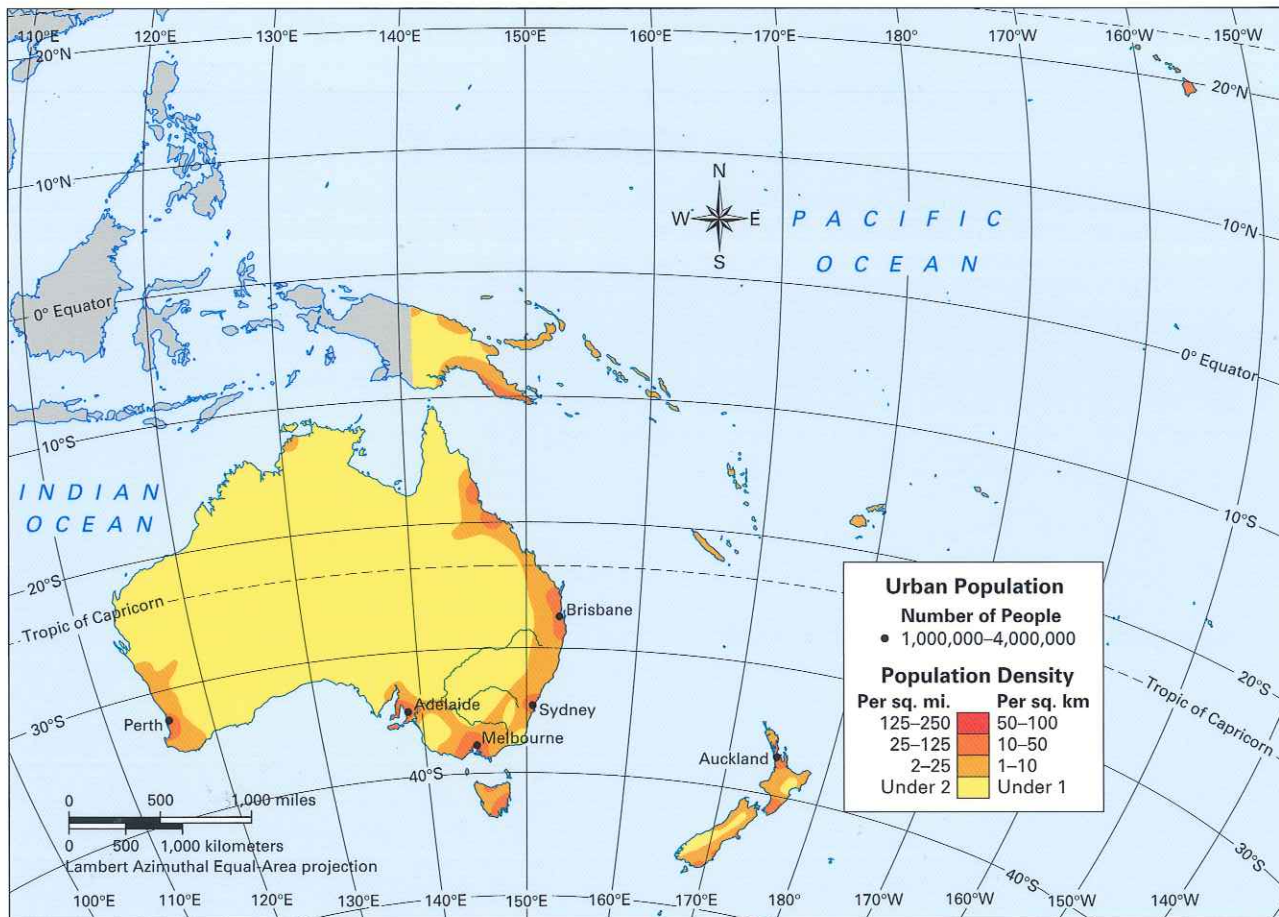 110°E 120°E 130°E 140°E 150°E 160°E 170°E 180° 170°W 160°W 150°W
20°N
20°N
10°N
N
W E
S
PACIFIC
OCEAN
10°N
0° Equator
0° Equator
10°S
10°S
INDIAN
OCEAN
20°S
Tropic of Capricorn
Brisbane
30°S
Perth
Adelaide
Sydney
Melbourne
Auckland
40°S
20°S
Tropic of Capricorn
30°S
40°S
Urban Population
Number of People
1,000,000–4,000,000
Population Density
Per sq. mi. Per sq. km
125–250 50–100
25–125 10–50
2–25 1–10
Under 2 Under 1
0 500 1,000 miles
0 500 1,000 kilometers
Lambert Azimuthal Equal-Area projection
100°E 110°E 120°E 130°E 140°E 150°E 160°E 170°E 180° 170°W 160°W 150°W